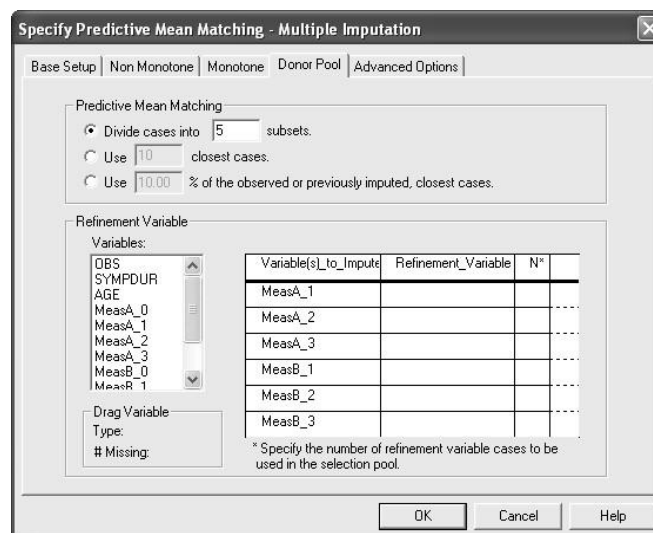 Specify Predictive Mean Matching - Multiple Imputation
Base Setup Non Monotone Monotone Donor Pool Advanced Options
Predictive Mean Matching
Divide cases into 5 subsets.
Use 10 closest cases.
Use 10.00 % of the observed or previously imputed, closest cases.
Refinement Variable
Variables:
OBS
SYMPDUR
AGE
MeasA_0
MeasA_1
MeasA_2
MeasA_3
MeasB_0
MeasB_1
Drag Variable
Type:
# Missing:
Variable(s)_to_Impute Refinement_Variable N*
MeasA_1
MeasA_2
MeasA_3
MeasB_1
MeasB_2
MeasB_3
* Specify the number of refinement variable cases to be
used in the selection pool.
OK Cancel Help